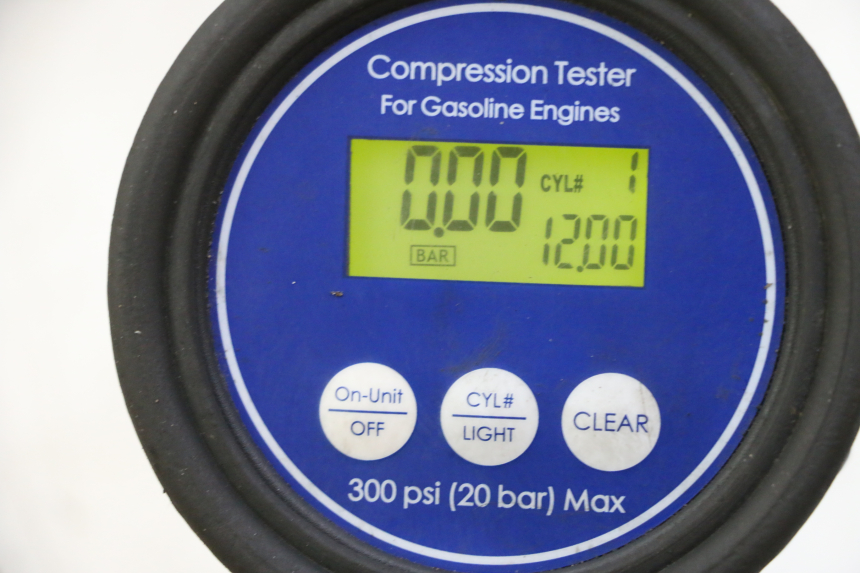 Compression Tester
For Gasoline Engines
0.00 CYL# 1
BAR 12.00
On-Unit CYL# CLEAR
OFF LIGHT
300 psi (20 bar) Max